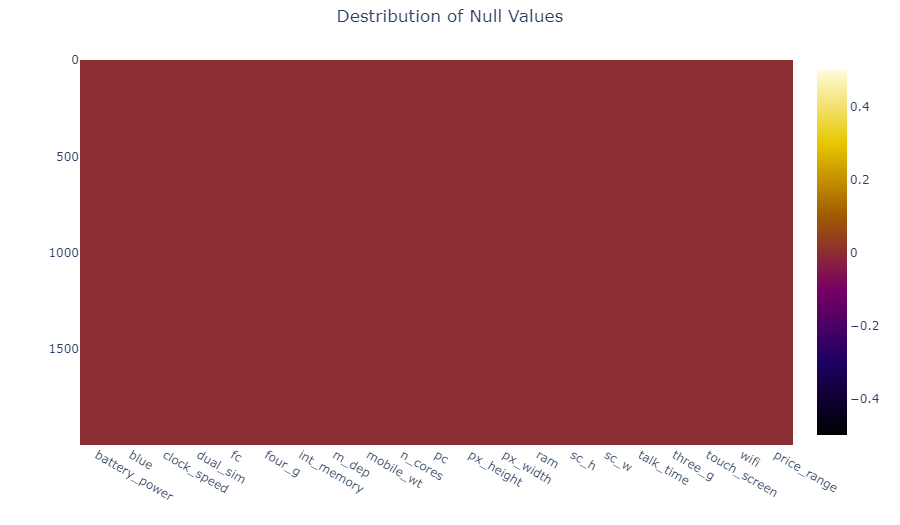 Destribution of Null Values
0
500
1000
1500
battery_power
blue
clock_speed
dual_sim
fc
four_g
int_memory
m_dep
mobile_wt
n_cores
pc
px_height
px_width
ram
sc_h
sc_w
talk_time
three_g
touch_screen
wifi
price_range
0.4
0.2
0
−0.2
−0.4